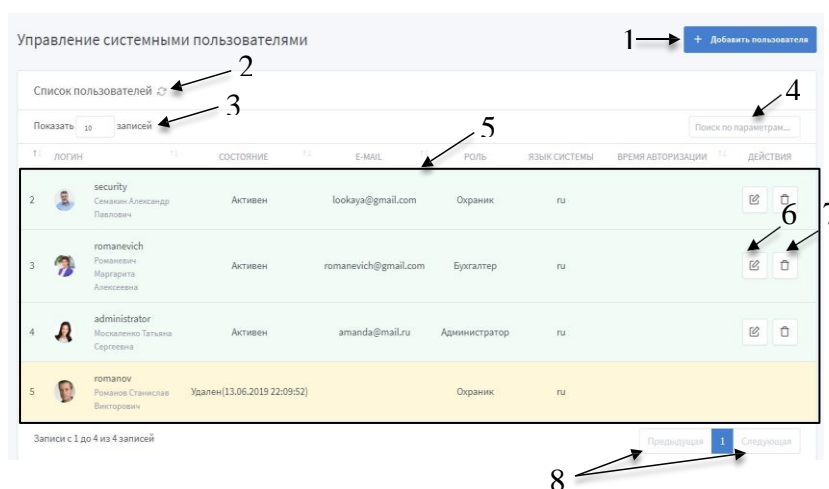 Управление системными пользователями
1
+ Добавить пользователя
Список пользователей
2
3
4
Показать 10 записей
Поиск по параметрам...
5
ЛОГИН СОСТОЯНИЕ E-MAIL РОЛЬ ЯЗЫК СИСТЕМЫ ВРЕМЯ АВТОРИЗАЦИИ ДЕЙСТВИЯ
2 security Активен lookaya@gmail.com Охраник ru
Семакин Александр
Павлович
6
7
3 romanevich Активен romanevich@gmail.com Бухгалтер ru
Романевич
Маргарита
Алексеевна
4 administrator Активен amanda@mail.ru Администратор ru
Москаленко Татьяна
Сергеевна
5 romanov Удален(13.06.2019 22:09:52) Охраник ru
Романов Станислав
Викторович
Записи с 1 до 4 из 4 записей
Предыдущая 1 Следующая
8